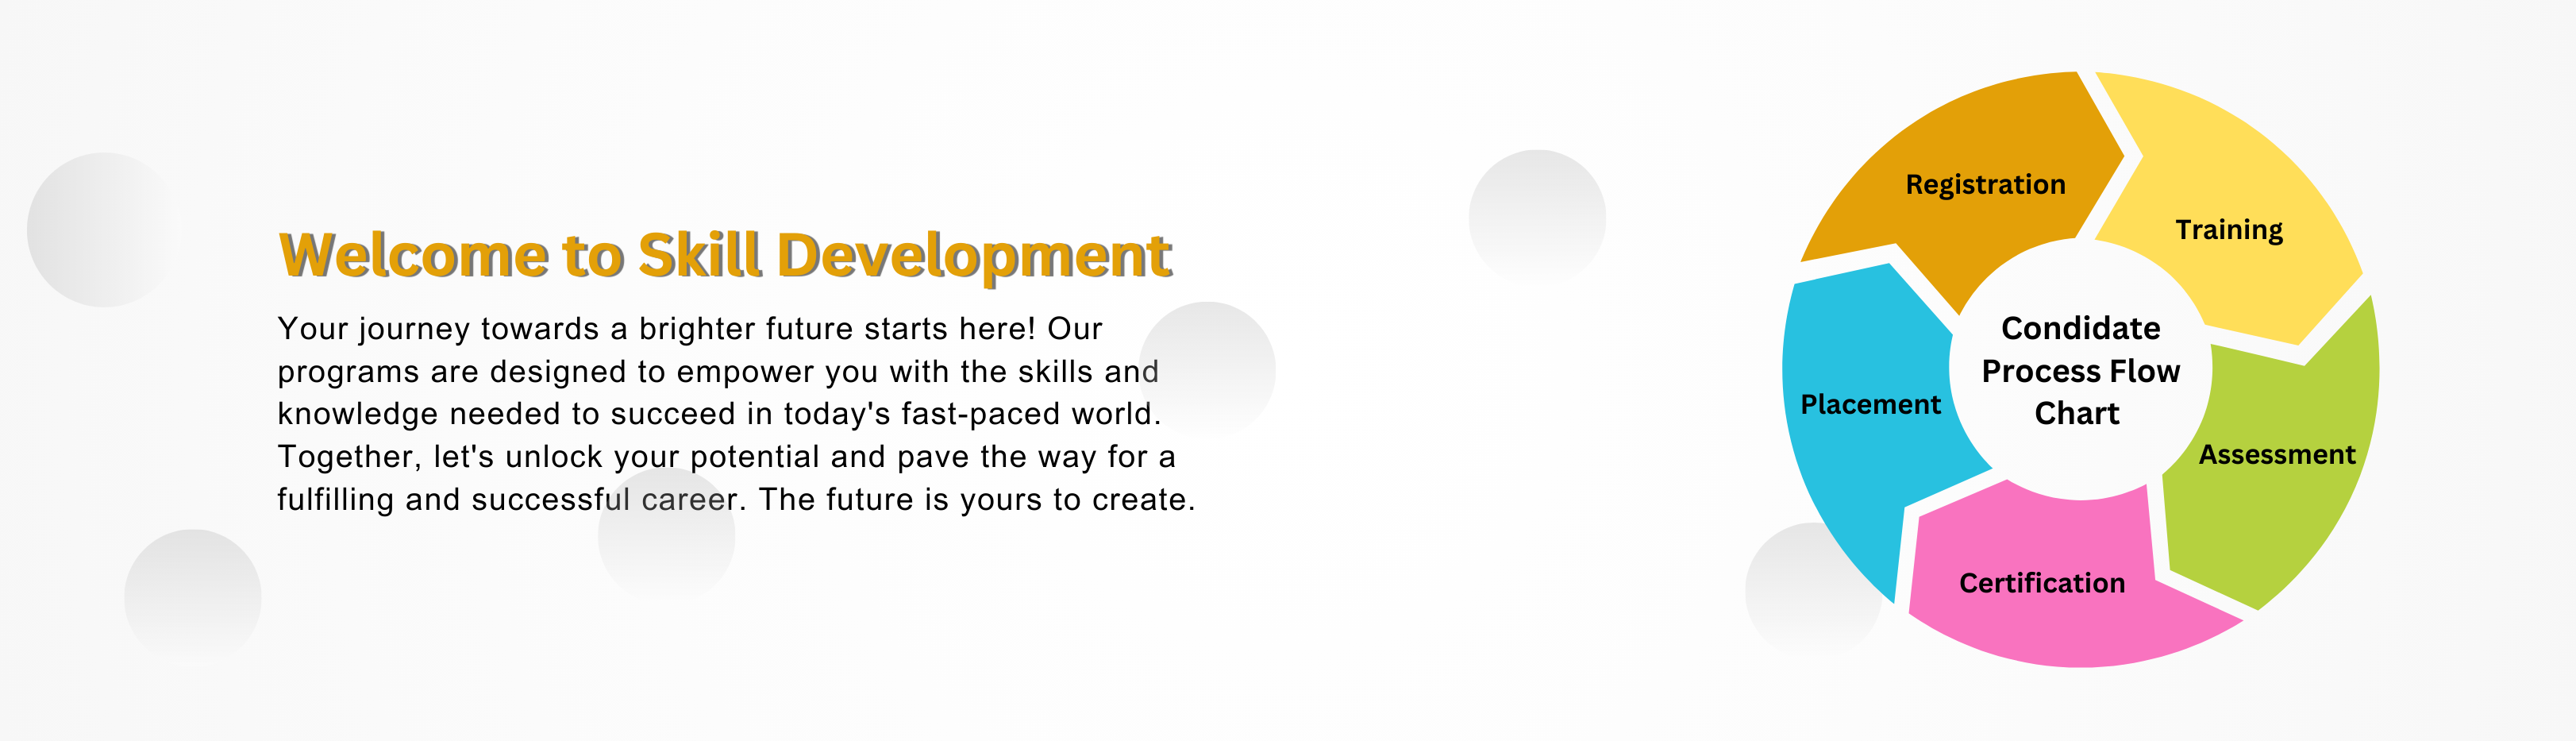 Welcome to Skill Development
Your journey towards a brighter future starts here! Our
programs are designed to empower you with the skills and
knowledge needed to succeed in today's fast-paced world.
Together, let's unlock your potential and pave the way for a
fulfilling and successful career. The future is yours to create.
Registration
Training
Condidate
Process Flow
Chart
Placement
Assessment
Certification